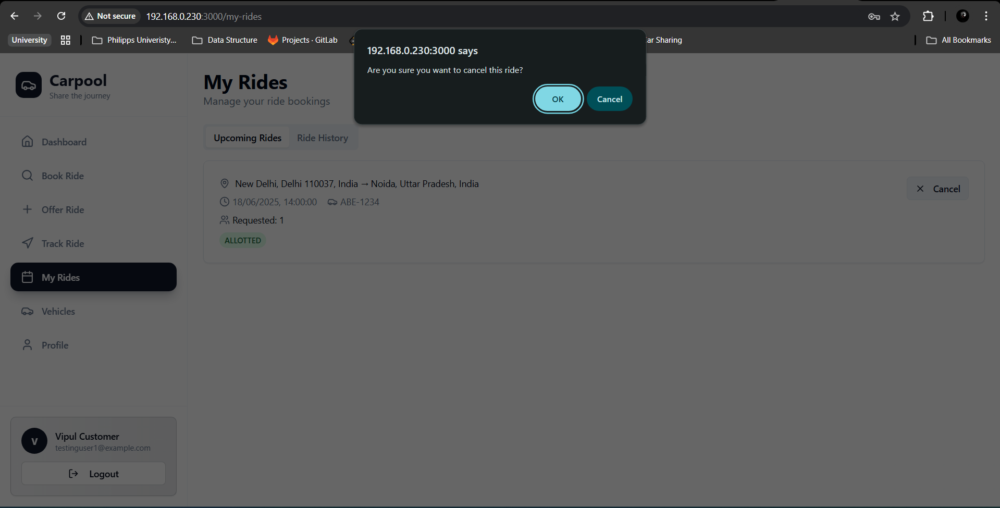 Not secure
192.168.0.230:3000/my-rides
University
Philipps Univeristy...
Data Structure
Projects · GitLab
ar Sharing
All Bookmarks
192.168.0.230:3000 says
Are you sure you want to cancel this ride?
OK
Cancel
Carpool
Share the journey
Dashboard
Book Ride
Offer Ride
Track Ride
My Rides
Vehicles
Profile
V
Vipul Customer
testinguser1@example.com
Logout
My Rides
Manage your ride bookings
Upcoming Rides
Ride History
New Delhi, Delhi 110037, India → Noida, Uttar Pradesh, India
18/06/2025, 14:00:00
ABE-1234
Requested: 1
ALLOTTED
Cancel